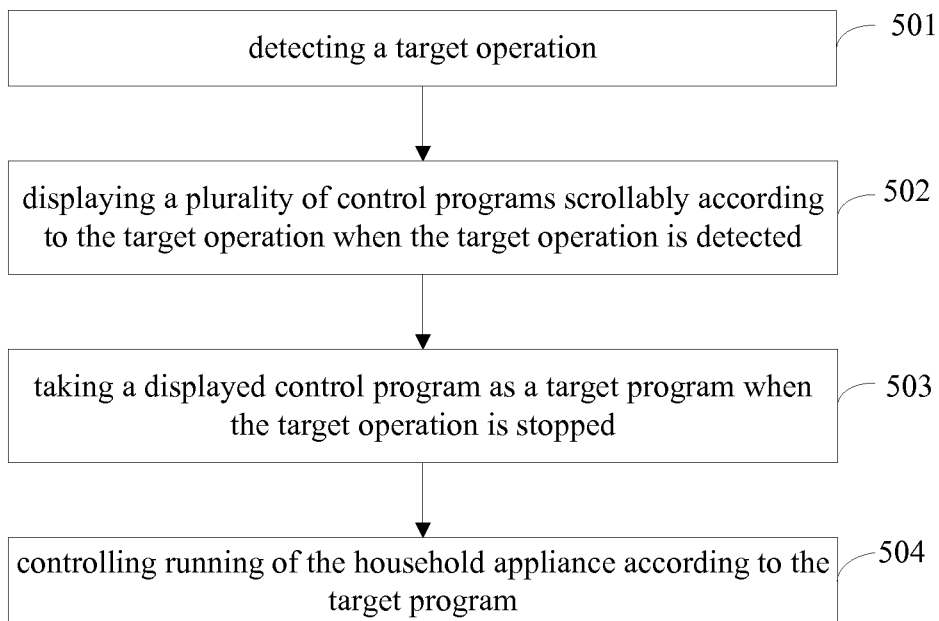 detecting a target operation
501
displaying a plurality of control programs scrollably according
to the target operation when the target operation is detected
502
taking a displayed control program as a target program when
the target operation is stopped
503
controlling running of the household appliance according to the
target program
504